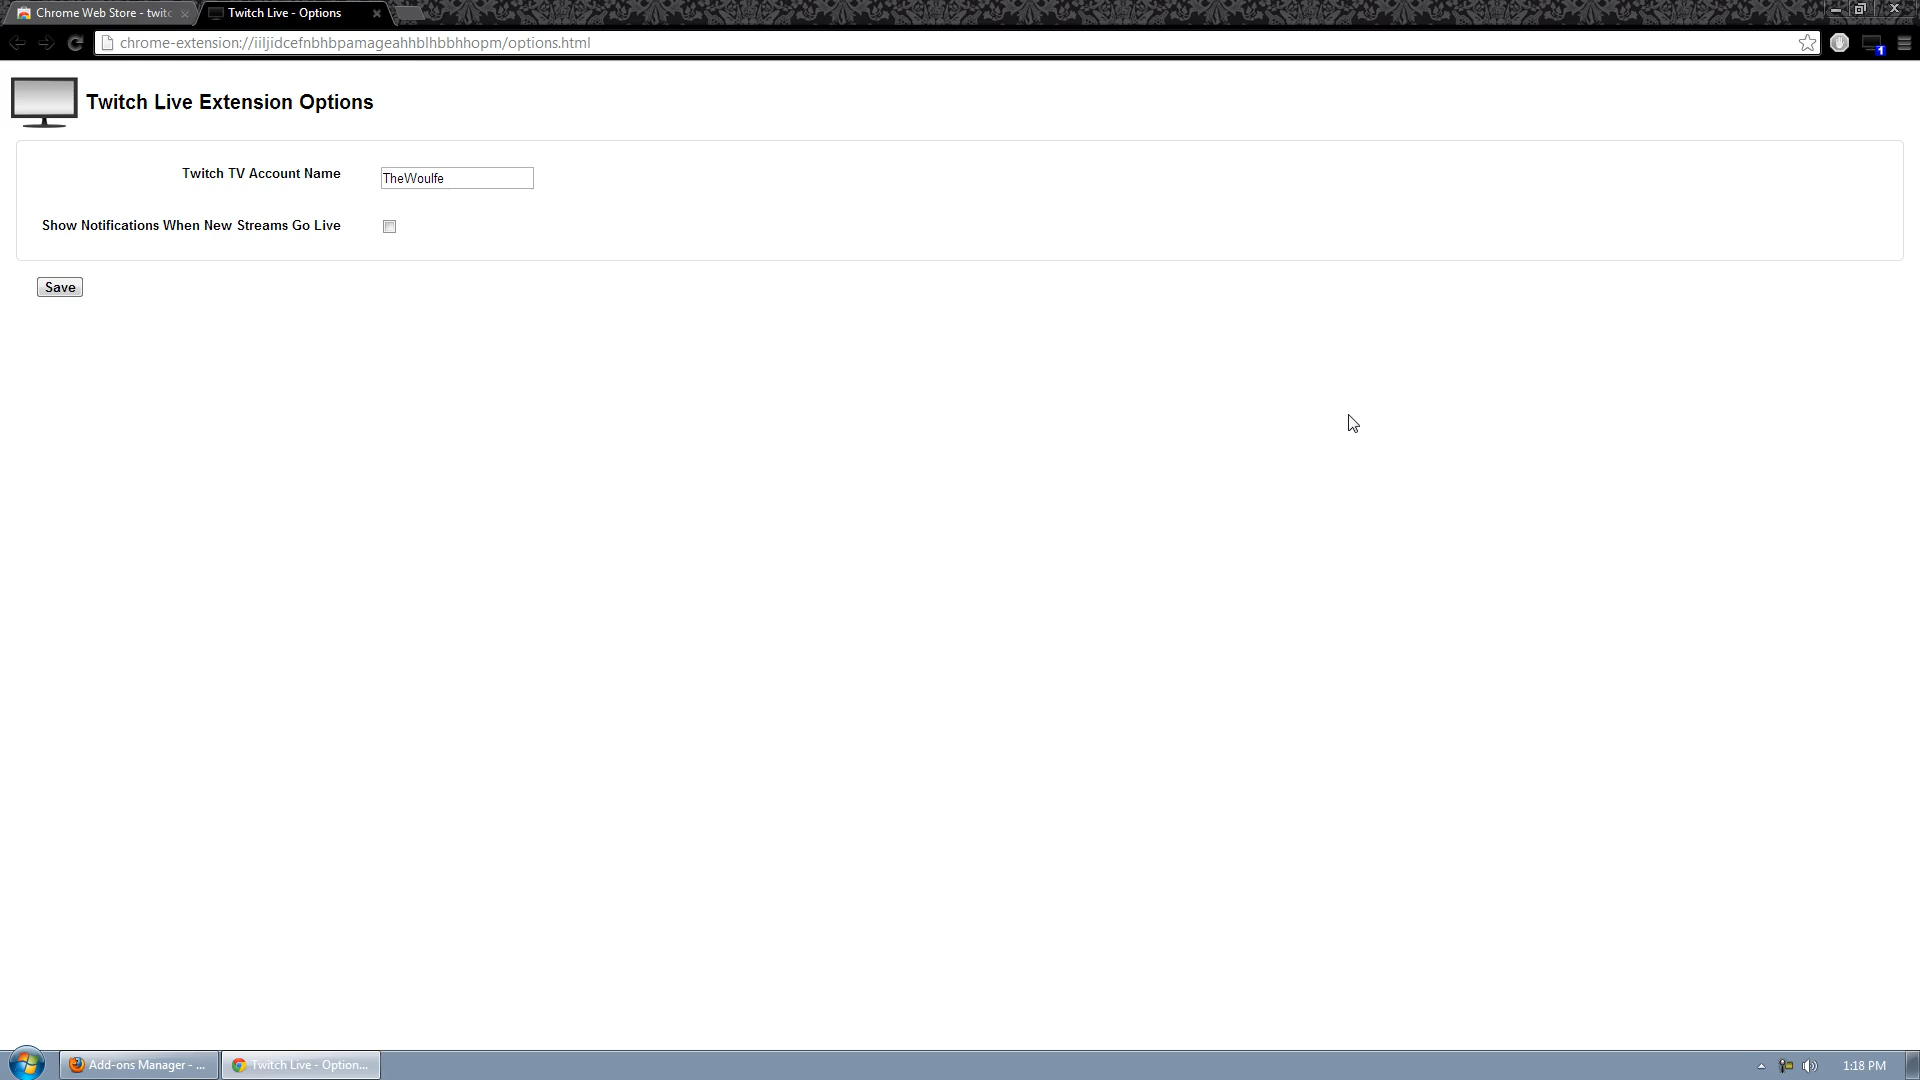 Chrome Web Store - twitc
Twitch Live - Options
chrome-extension://iiljidcefnbhbpamageahhblhbbhhopm/options.html
1
Twitch Live Extension Options
Twitch TV Account Name
TheWoulfe
Show Notifications When New Streams Go Live
Save
Add-ons Manager - ...
Twitch Live - Option...
1:18 PM